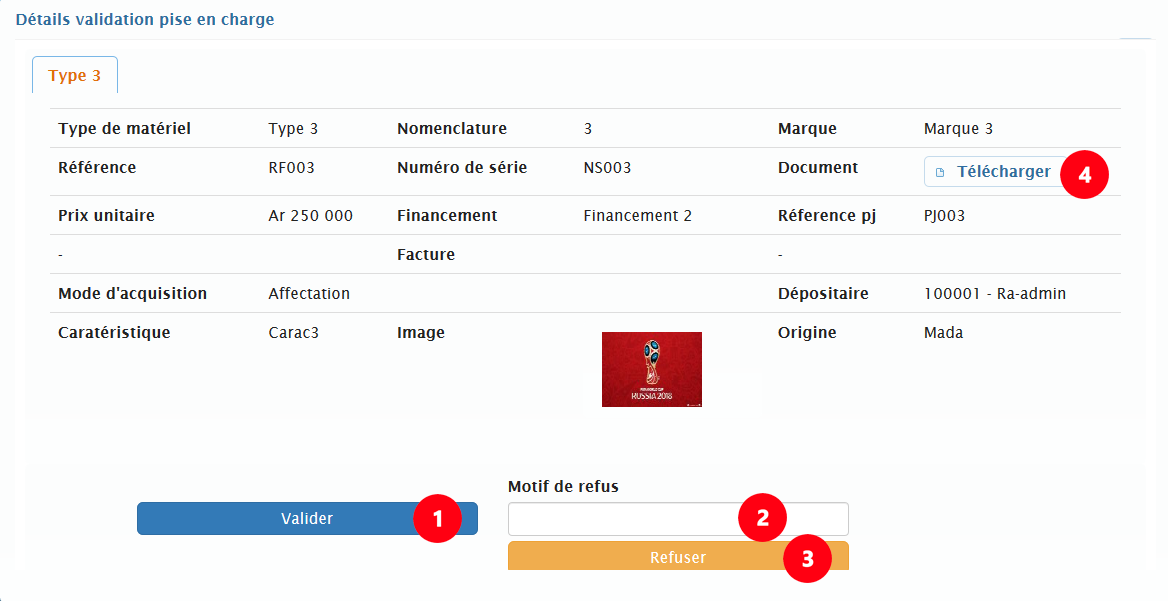 Détails validation pise en charge
Type 3
Type de matériel Type 3 Nomenclature 3 Marque Marque 3
Référence RF003 Numéro de série NS003 Document Télécharger 4
Prix unitaire Ar 250 000 Financement Financement 2 Réference pj PJ003
- Facture -
Mode d'acquisition Affectation Dépositaire 100001 - Ra-admin
Caratéristique Carac3 Image Origine Mada
RUSSIA 2018
Motif de refus
Valider 1 2
Refuser 3